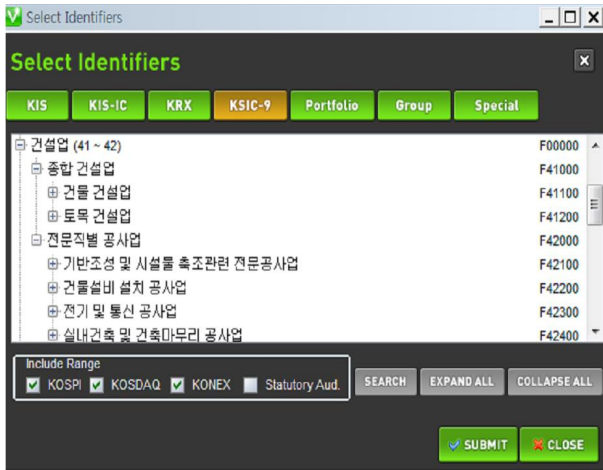 Select Identifiers
Select Identifiers
KIS KIS-IC KRX KSIC-9 Portfolio Group Special
건설업 (41 ~ 42) F00000
종합 건설업 F41000
건물 건설업 F41100
토목 건설업 F41200
전문직별 공사업 F42000
기반조성 및 시설물 축조관련 전문공사업 F42100
건물설비 설치 공사업 F42200
전기 및 통신 공사업 F42300
실내건축 및 건축마무리 공사업 F42400
Include Range
KOSPI KOSDAQ KONEX Statutory Aud. SEARCH EXPAND ALL COLLAPSE ALL
SUBMIT CLOSE